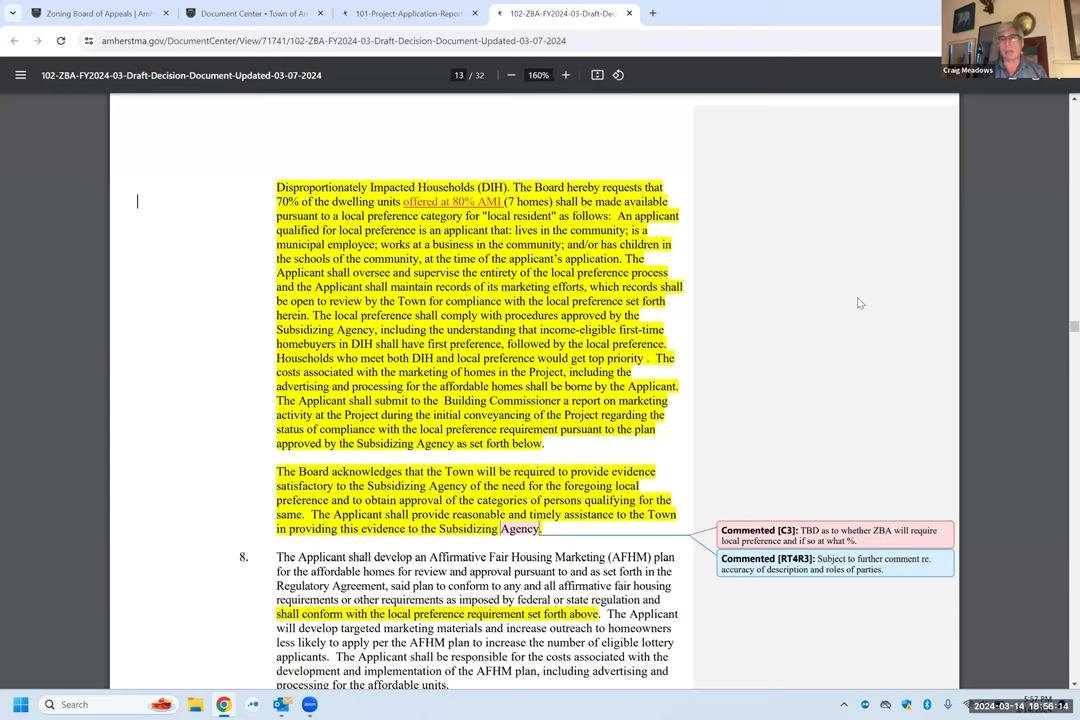 Zoning Board of Appeals | Amh
Document Center • Town of Am
101-Project-Application-Report
102-ZBA-FY2024-03-Draft-Dec
amherstma.gov/DocumentCenter/View/71741/102-ZBA-FY2024-03-Draft-Decision-Document-Updated-03-07-2024
102-ZBA-FY2024-03-Draft-Decision-Document-Updated-03-07-2024
13 / 32
160%
Craig Meadows
Disproportionately Impacted Households (DIH). The Board hereby requests that
70% of the dwelling units offered at 80% AMI (7 homes) shall be made available
pursuant to a local preference category for "local resident" as follows: An applicant
qualified for local preference is an applicant that: lives in the community; is a
municipal employee; works at a business in the community; and/or has children in
the schools of the community, at the time of the applicant's application. The
Applicant shall oversee and supervise the entirety of the local preference process
and the Applicant shall maintain records of its marketing efforts, which records shall
be open to review by the Town for compliance with the local preference set forth
herein. The local preference shall comply with procedures approved by the
Subsidizing Agency, including the understanding that income-eligible first-time
homebuyers in DIH shall have first preference, followed by the local preference.
Households who meet both DIH and local preference would get top priority . The
costs associated with the marketing of homes in the Project, including the
advertising and processing for the affordable homes shall be borne by the Applicant.
The Applicant shall submit to the Building Commissioner a report on marketing
activity at the Project during the initial conveyancing of the Project regarding the
status of compliance with the local preference requirement pursuant to the plan
approved by the Subsidizing Agency as set forth below.
The Board acknowledges that the Town will be required to provide evidence
satisfactory to the Subsidizing Agency of the need for the foregoing local
preference and to obtain approval of the categories of persons qualifying for the
same. The Applicant shall provide reasonable and timely assistance to the Town
in providing this evidence to the Subsidizing Agency.
Commented [C3]: TBD as to whether ZBA will require
local preference and if so at what %.
Commented [RT4R3]: Subject to further comment re.
accuracy of description and roles of parties.
8. The Applicant shall develop an Affirmative Fair Housing Marketing (AFHM) plan
for the affordable homes for review and approval pursuant to and as set forth in the
Regulatory Agreement, said plan to conform to any and all affirmative fair housing
requirements or other requirements as imposed by federal or state regulation and
shall conform with the local preference requirement set forth above. The Applicant
will develop targeted marketing materials and increase outreach to homeowners
less likely to apply per the AFHM plan to increase the number of eligible lottery
applicants. The Applicant shall be responsible for the costs associated with the
development and implementation of the AFHM plan, including advertising and
processing for the affordable units.
Search
5:57 PM
2024-03-14 18:56:14